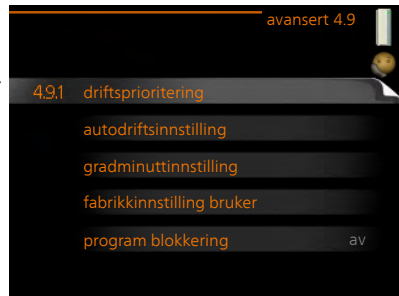 avansert 4.9
4.9.1 driftsprioritering
autodriftsinnstilling
gradminuttinnstilling
fabrikkinnstilling bruker
program blokkering av